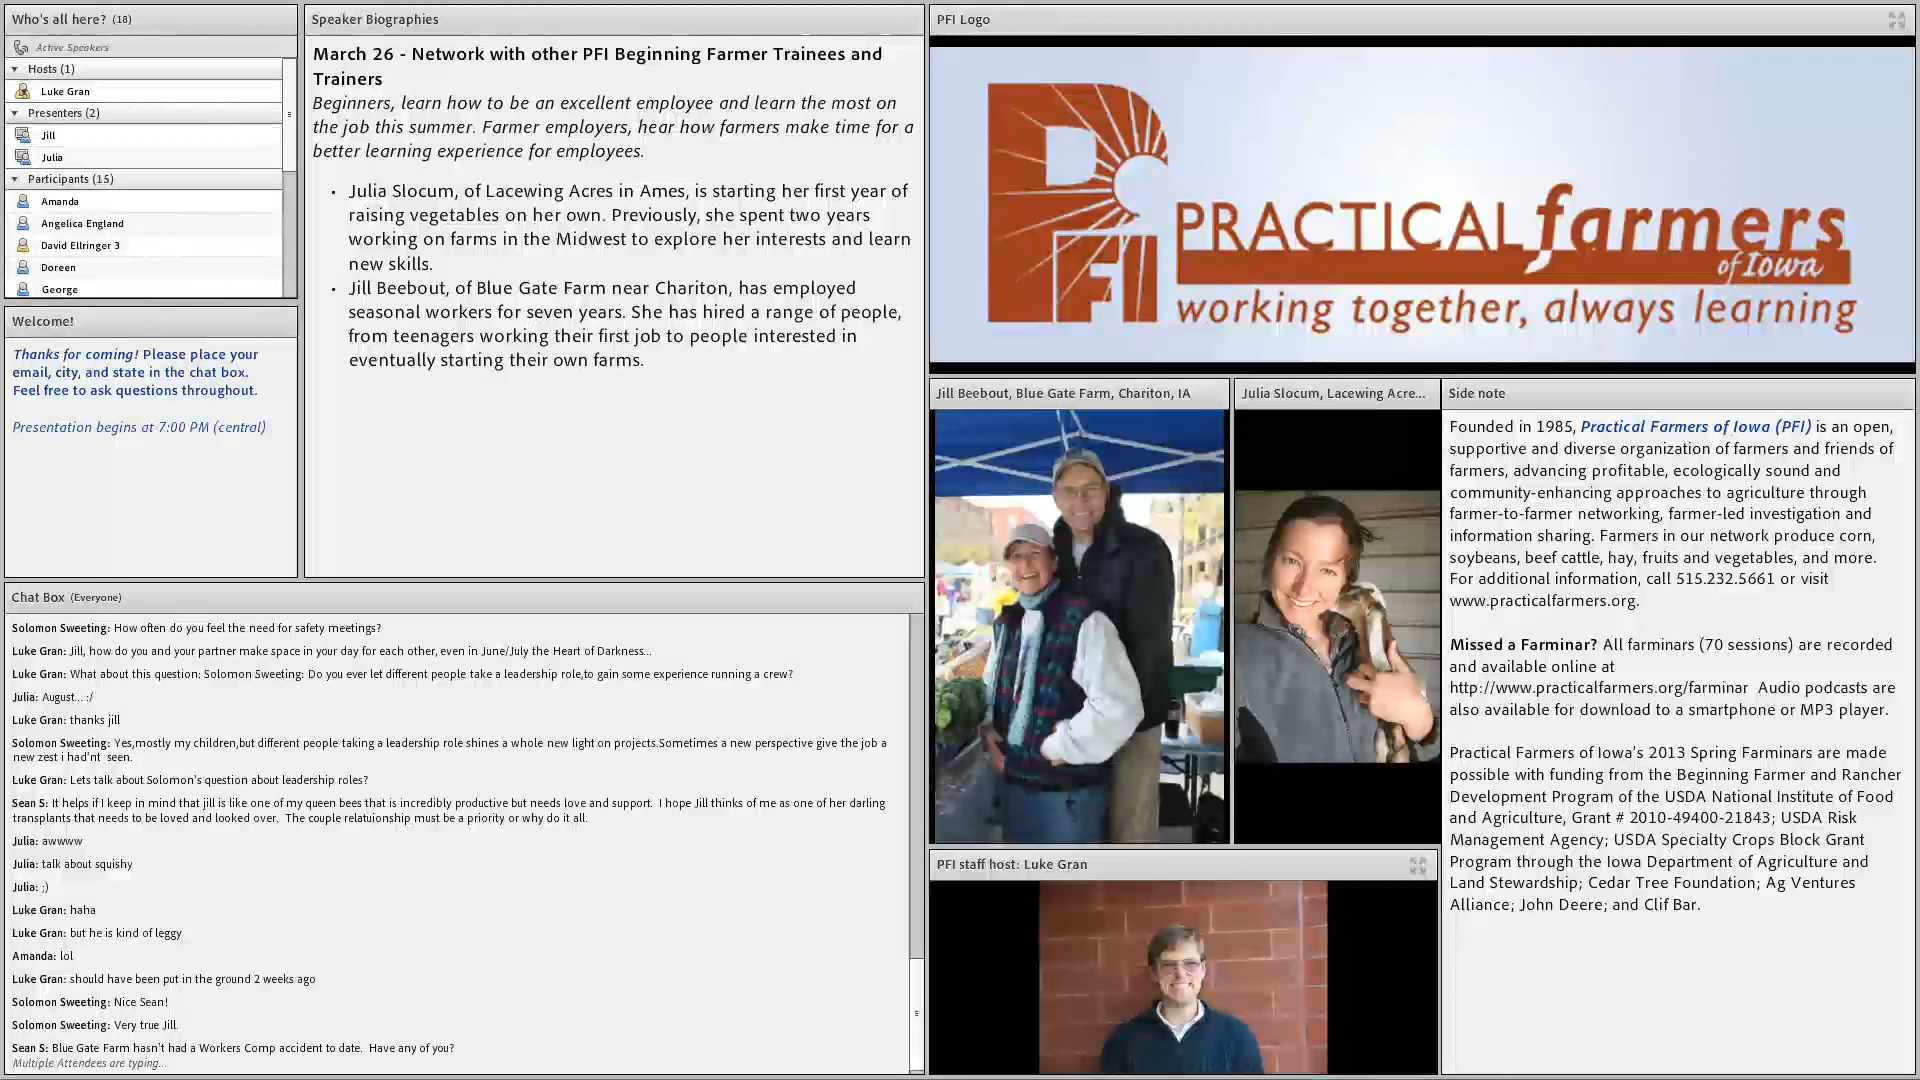 Who's all here? (18)
Active Speakers
Hosts (1)
Luke Gran
Presenters (2)
Jill
Julia
Participants (15)
Amanda
Angelica England
David Ellringer 3
Doreen
George
Welcome!
Thanks for coming! Please place your
email, city, and state in the chat box.
Feel free to ask questions throughout.
Presentation begins at 7:00 PM (central)
Speaker Biographies
March 26 - Network with other PFI Beginning Farmer Trainees and
Trainers
Beginners, learn how to be an excellent employee and learn the most on
the job this summer. Farmer employers, hear how farmers make time for a
better learning experience for employees.
• Julia Slocum, of Lacewing Acres in Ames, is starting her first year of
raising vegetables on her own. Previously, she spent two years
working on farms in the Midwest to explore her interests and learn
new skills.
• Jill Beebout, of Blue Gate Farm near Chariton, has employed
seasonal workers for seven years. She has hired a range of people,
from teenagers working their first job to people interested in
eventually starting their own farms.
Chat Box (Everyone)
Solomon Sweeting: How often do you feel the need for safety meetings?
Luke Gran: Jill, how do you and your partner make space in your day for each other, even in June/July the Heart of Darkness...
Luke Gran: What about this question: Solomon Sweeting: Do you ever let different people take a leadership role,to gain some experience running a crew?
Julia: August... :/
Luke Gran: thanks jill
Solomon Sweeting: Yes,mostly my children,but different people taking a leadership role shines a whole new light on projects.Sometimes a new perspective give the job a
new zest i had'nt seen.
Luke Gran: Lets talk about Solomon's question about leadership roles?
Sean S: It helps if I keep in mind that jill is like one of my queen bees that is incredibly productive but needs love and support. I hope Jill thinks of me as one of her darling
transplants that needs to be loved and looked over. The couple relatuionship must be a priority or why do it all.
Julia: awwww
Julia: talk about squishy
Julia: ;)
Luke Gran: haha
Luke Gran: but he is kind of leggy
Amanda: lol
Luke Gran: should have been put in the ground 2 weeks ago
Solomon Sweeting: Nice Sean!
Solomon Sweeting: Very true Jill.
Sean S: Blue Gate Farm hasn't had a Workers Comp accident to date. Have any of you?
Multiple Attendees are typing...
PFI Logo
PFI
PRACTICAL farmers
of Iowa
working together, always learning
Jill Beebout, Blue Gate Farm, Chariton, IA
Julia Slocum, Lacewing Acre...
PFI staff host: Luke Gran
Side note
Founded in 1985, Practical Farmers of Iowa (PFI) is an open,
supportive and diverse organization of farmers and friends of
farmers, advancing profitable, ecologically sound and
community-enhancing approaches to agriculture through
farmer-to-farmer networking, farmer-led investigation and
information sharing. Farmers in our network produce corn,
soybeans, beef cattle, hay, fruits and vegetables, and more.
For additional information, call 515.232.5661 or visit
www.practicalfarmers.org.
Missed a Farminar? All farminars (70 sessions) are recorded
and available online at
http://www.practicalfarmers.org/farminar Audio podcasts are
also available for download to a smartphone or MP3 player.
Practical Farmers of Iowa's 2013 Spring Farminars are made
possible with funding from the Beginning Farmer and Rancher
Development Program of the USDA National Institute of Food
and Agriculture, Grant # 2010-49400-21843; USDA Risk
Management Agency; USDA Specialty Crops Block Grant
Program through the Iowa Department of Agriculture and
Land Stewardship; Cedar Tree Foundation; Ag Ventures
Alliance; John Deere; and Clif Bar.